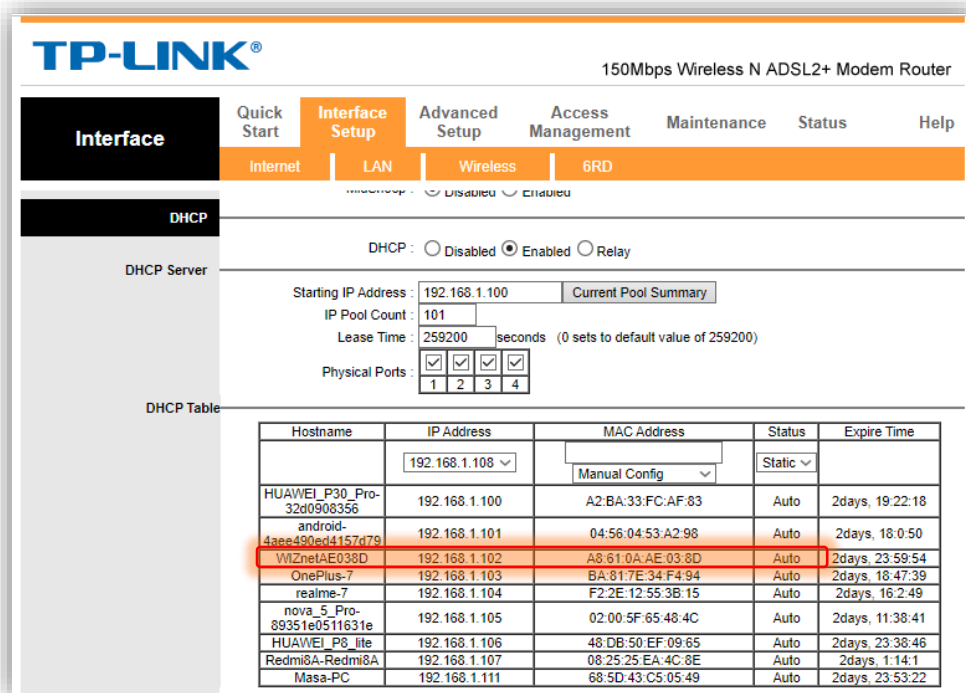 TP-LINK®
150Mbps Wireless N ADSL2+ Modem Router
Interface
Quick Start
Interface Setup
Advanced Setup
Access Management
Maintenance
Status
Help
Internet
LAN
Wireless
6RD
Disabled Enabled
DHCP
DHCP : Disabled Enabled Relay
DHCP Server
Starting IP Address : 192.168.1.100 Current Pool Summary
IP Pool Count : 101
Lease Time : 259200 seconds (0 sets to default value of 259200)
Physical Ports :
1 2 3 4
DHCP Table
Hostname IP Address MAC Address Status Expire Time
192.168.1.108 Manual Config Static
HUAWEI_P30_Pro-32d0908356 192.168.1.100 A2:BA:33:FC:AF:83 Auto 2days, 19:22:18
android-4aee490ed4157d79 192.168.1.101 04:56:04:53:A2:98 Auto 2days, 18:0:50
WIZnetAE038D 192.168.1.102 A8:61:0A:AE:03:8D Auto 2days, 23:59:54
OnePlus-7 192.168.1.103 BA:81:7E:34:F4:94 Auto 2days, 18:47:39
realme-7 192.168.1.104 F2:2E:12:55:3B:15 Auto 2days, 16:2:49
nova_5_Pro-89351e0511631e 192.168.1.105 02:00:5F:65:48:4C Auto 2days, 11:38:41
HUAWEI_P8_lite 192.168.1.106 48:DB:50:EF:09:65 Auto 2days, 23:38:46
Redmi8A-Redmi8A 192.168.1.107 08:25:25:EA:4C:8E Auto 2days, 1:14:1
Masa-PC 192.168.1.111 68:5D:43:C5:05:49 Auto 2days, 23:53:22